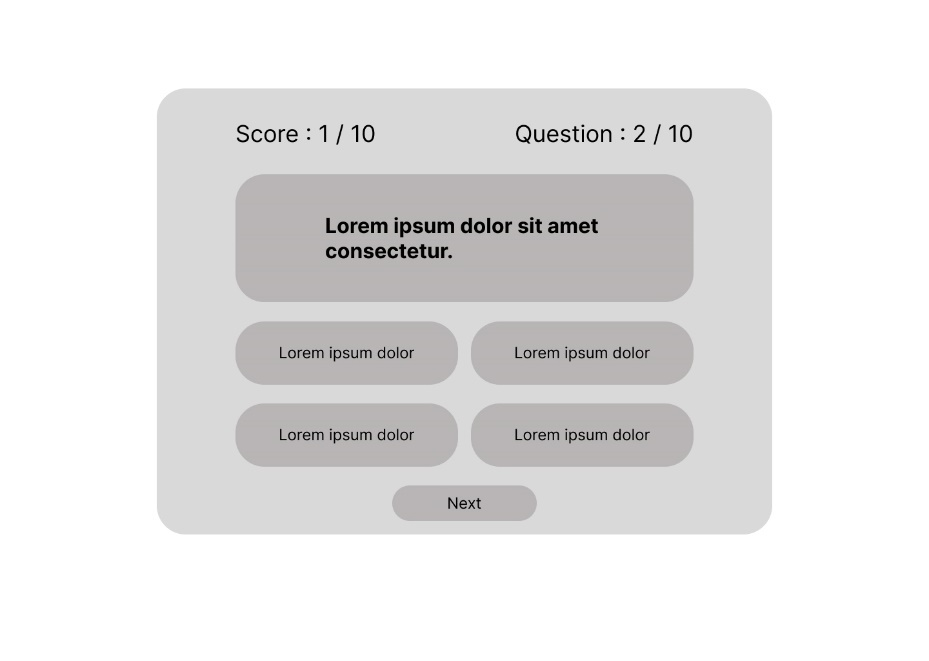 Score : 1 / 10
Question : 2 / 10
Lorem ipsum dolor sit amet
consectetur.
Lorem ipsum dolor
Lorem ipsum dolor
Lorem ipsum dolor
Lorem ipsum dolor
Next